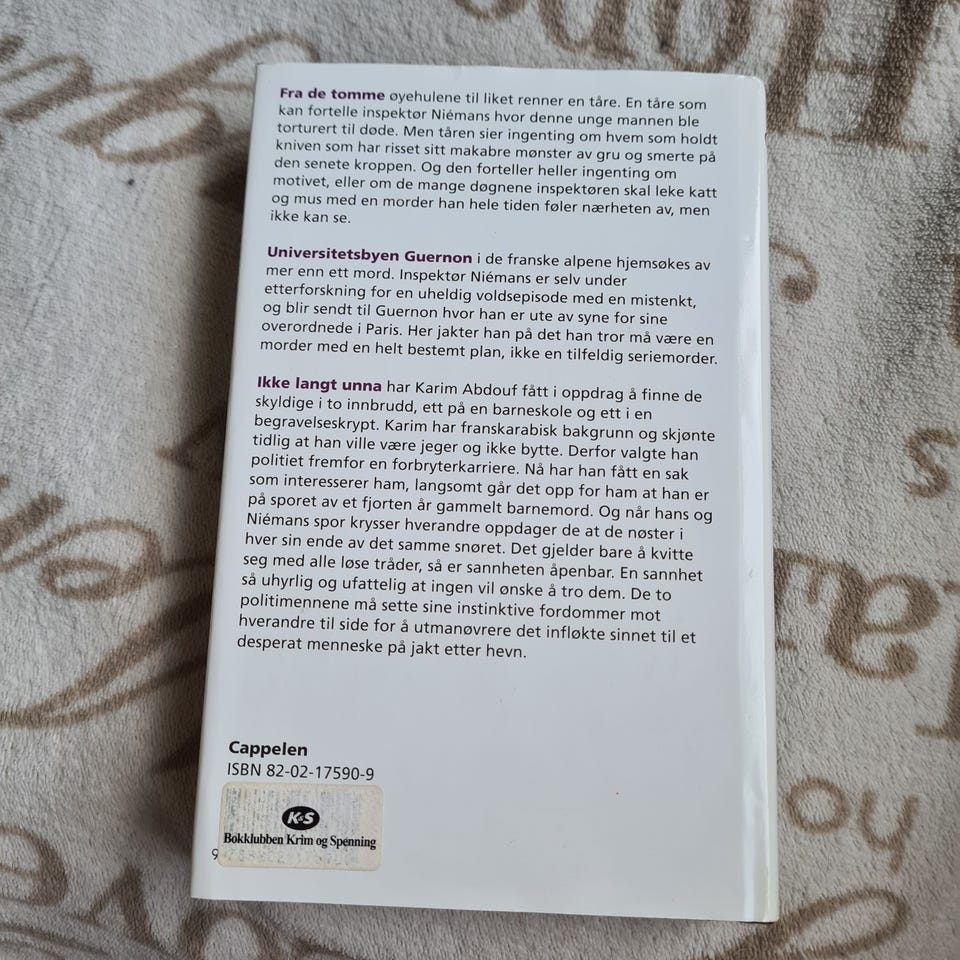 Fra de tomme øyehulene til liket renner en tåre. En tåre som
kan fortelle inspektør Niémans hvor denne unge mannen ble
torturert til døde. Men tåren sier ingenting om hvem som holdt
kniven som har risset sitt makabre mønster av gru og smerte på
den senete kroppen. Og den forteller heller ingenting om
motivet, eller om de mange døgnene inspektøren skal leke katt
og mus med en morder han hele tiden føler nærheten av, men
ikke kan se.
Universitetsbyen Guernon i de franske alpene hjemsøkes av
mer enn ett mord. Inspektør Niémans er selv under
etterforskning for en uheldig voldsepisode med en mistenkt,
og blir sendt til Guernon hvor han er ute av syne for sine
overordnede i Paris. Her jakter han på det han tror må være en
morder med en helt bestemt plan, ikke en tilfeldig seriemorder.
Ikke langt unna har Karim Abdouf fått i oppdrag å finne de
skyldige i to innbrudd, ett på en barneskole og ett i en
begravelseskrypt. Karim har franskarabisk bakgrunn og skjønte
tidlig at han ville være jeger og ikke bytte. Derfor valgte han
politiet fremfor en forbryterkarriere. Nå har han fått en sak
som interesserer ham, langsomt går det opp for ham at han er
på sporet av et fjorten år gammelt barnemord. Og når hans og
Niémans spor krysser hverandre oppdager de at de nøster i
hver sin ende av det samme snøret. Det gjelder bare å kvitte
seg med alle løse tråder, så er sannheten åpenbar. En sannhet
så uhyrlig og ufattelig at ingen vil ønske å tro dem. De to
politimennene må sette sine instinktive fordommer mot
hverandre til side for å utmanøvrere det infløkte sinnet til et
desperat menneske på jakt etter hevn.
Cappelen
ISBN 82-02-17590-9
K&S
Bokklubben Krim og Spenning
9